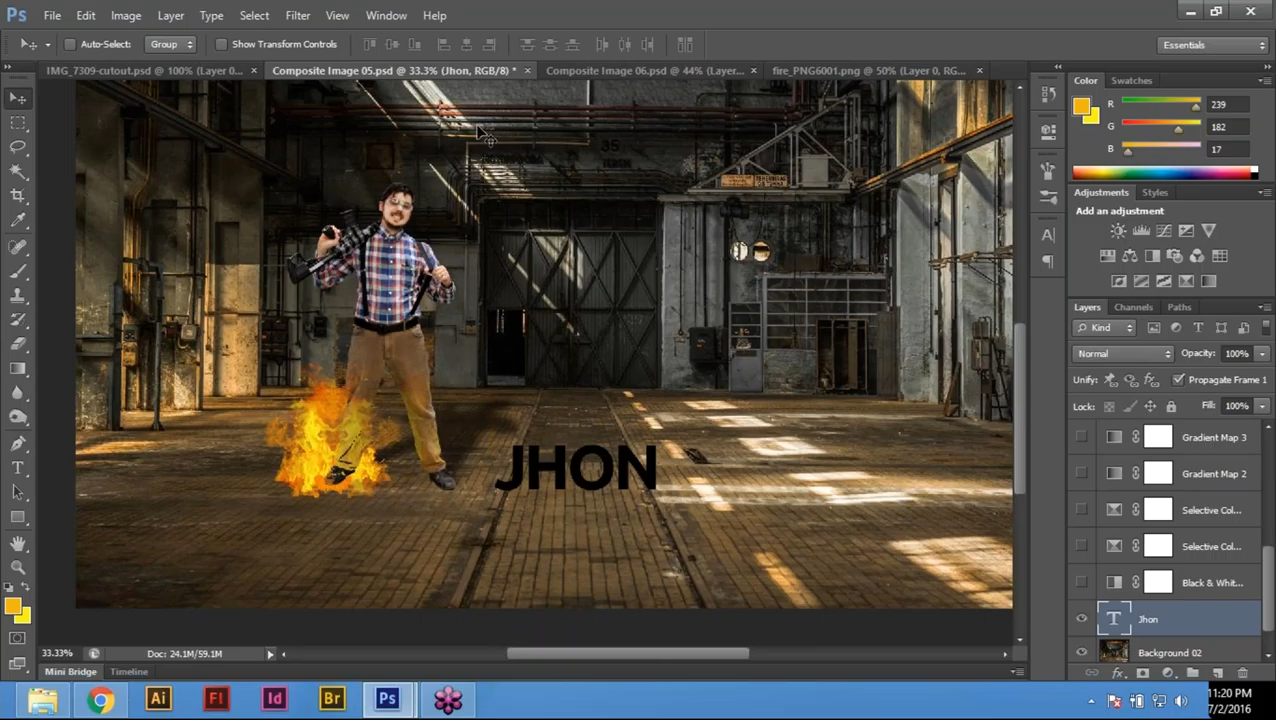 Ps File Edit Image Layer Type Select Filter View Window Help
Auto-Select: Group Show Transform Controls Essentials
IMG_7309-cutout.psd @ 100% (Layer 0... × Composite Image 05.psd @ 33.3% (Jhon, RGB/8) * × Composite Image 06.psd @ 44% (Layer... × fire_PNG6001.png @ 50% (Layer 0, RG... ×
Color Swatches
R 239
G 182
B 17
Adjustments Styles
Add an adjustment
Layers Channels Paths
Kind
Normal Opacity: 100%
Unify: Propagate Frame 1
Lock: Fill: 100%
Gradient Map 3
Gradient Map 2
Selective Col...
Selective Col...
Black & Whit...
T Jhon
Background 02
35
JHON
33.33% Doc: 24.1M/59.1M
Mini Bridge Timeline
Ai Fl Id Br Ps
11:20 PM
7/2/2016